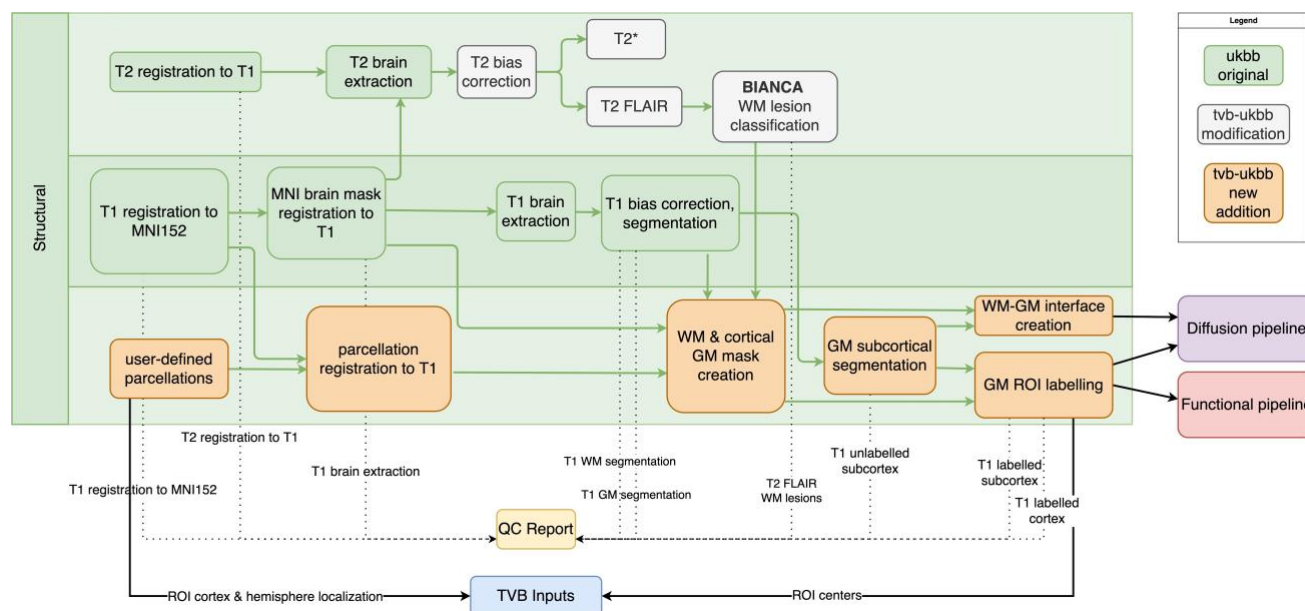 Legend
ukbb
original
tvb-ukbb
modification
tvb-ukbb
new
addition
Structural
T2 registration to T1
T2 brain
extraction
T2 bias
correction
T2*
T2 FLAIR
BIANCA
WM lesion
classification
T1 registration to
MNI152
MNI brain mask
registration to
T1
T1 brain
extraction
T1 bias correction,
segmentation
user-defined
parcellations
parcellation
registration to T1
WM & cortical
GM mask
creation
GM subcortical
segmentation
WM-GM interface
creation
GM ROI labelling
Diffusion pipeline
Functional pipeline
T2 registration to T1
T1 brain extraction
T1 registration to MNI152
T1 WM segmentation
T1 GM segmentation
T2 FLAIR
WM lesions
T1 unlabelled
subcortex
T1 labelled
subcortex
T1 labelled
cortex
QC Report
ROI cortex & hemisphere localization
TVB Inputs
ROI centers